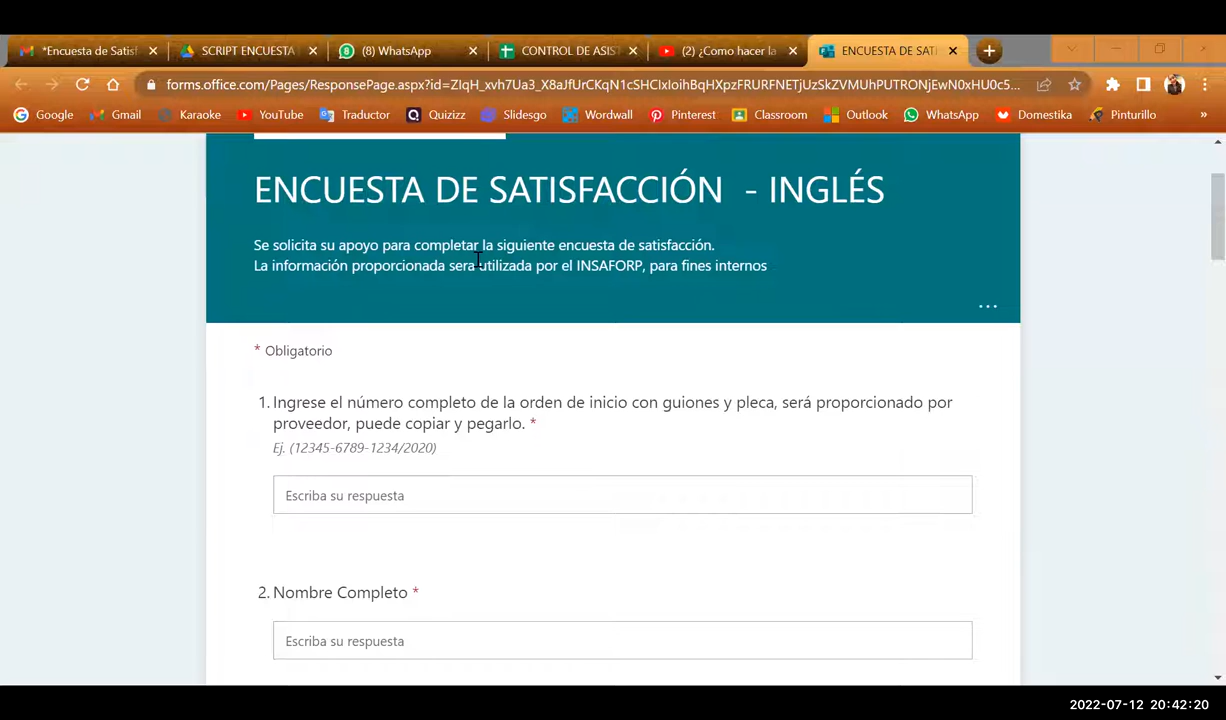 *Encuesta de Satisf
SCRIPT ENCUESTA
(8) WhatsApp
CONTROL DE ASIST
(2) ¿Como hacer la
ENCUESTA DE SATI
forms.office.com/Pages/ResponsePage.aspx?id=ZIqH_xvh7Ua3_X8aJfUrCKqN1cSHCIxIoihBqHXpzFRURFNETjUzSkZVMUhPUTRONjEwN0xHU0c5...
Google
Gmail
Karaoke
YouTube
Traductor
Quizizz
Slidesgo
Wordwall
Pinterest
Classroom
Outlook
WhatsApp
Domestika
Pinturillo
»
ENCUESTA DE SATISFACCIÓN - INGLÉS
Se solicita su apoyo para completar la siguiente encuesta de satisfacción.
La información proporcionada sera utilizada por el INSAFORP, para fines internos
...
* Obligatorio
1. Ingrese el número completo de la orden de inicio con guiones y pleca, será proporcionado por
proveedor, puede copiar y pegarlo. *
Ej. (12345-6789-1234/2020)
Escriba su respuesta
2. Nombre Completo *
Escriba su respuesta
2022-07-12 20:42:20